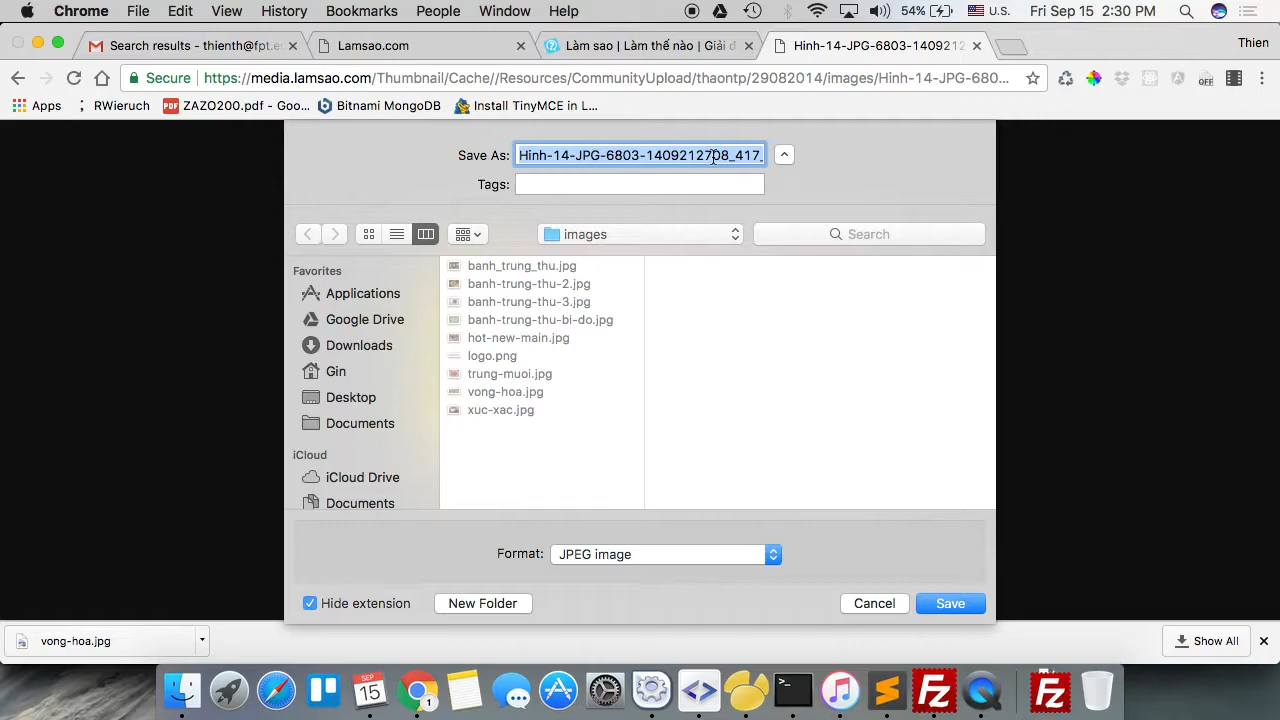 Chrome File Edit View History Bookmarks People Window Help 54% U.S. Fri Sep 15 2:30 PM
Search results - thienth@fpt.e Lamsao.com Làm sao | Làm thế nào | Giải đ Hinh-14-JPG-6803-1409212 Thien
Secure https://media.lamsao.com/Thumbnail/Cache//Resources/CommunityUpload/thaontp/29082014/images/Hinh-14-JPG-680... OFF
Apps RWieruch PDF ZAZO200.pdf - Goo... Bitnami MongoDB Install TinyMCE in L...
Save As: Hinh-14-JPG-6803-1409212708_417_
Tags:
images Search
Favorites
Applications
Google Drive
Downloads
Gin
Desktop
Documents
iCloud
iCloud Drive
Documents
banh_trung_thu.jpg
banh-trung-thu-2.jpg
banh-trung-thu-3.jpg
banh-trung-thu-bi-do.jpg
hot-new-main.jpg
logo.png
trung-muoi.jpg
vong-hoa.jpg
xuc-xac.jpg
Format: JPEG image
Hide extension New Folder Cancel Save
vong-hoa.jpg Show All
SEP
15 1 Fz Fz